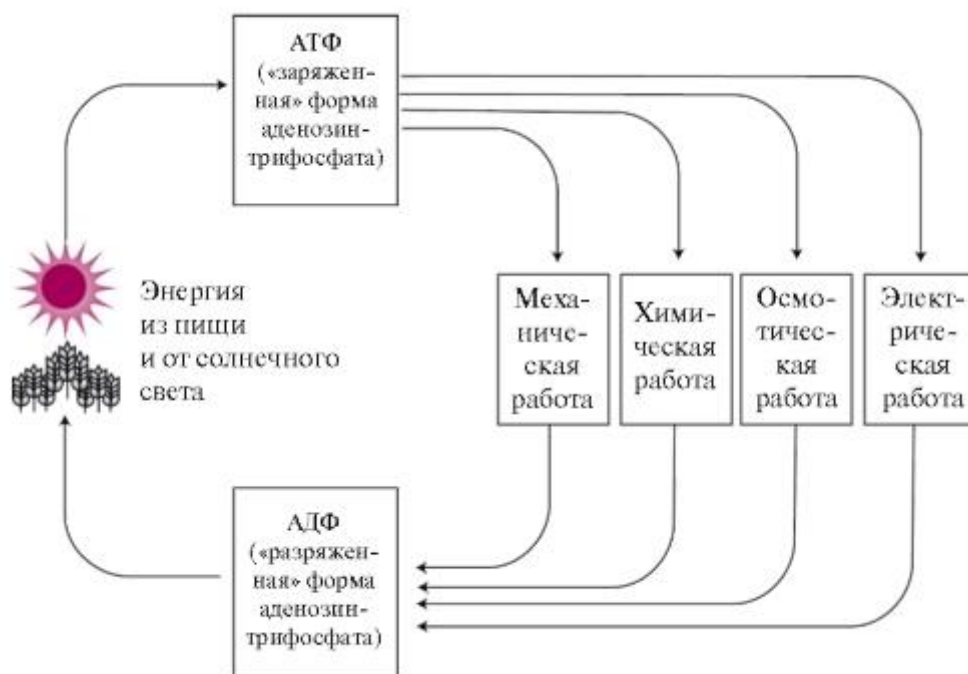 АТФ
(«заряжен-
ная» форма
аденозин-
трифосфата)
Энергия
из пищи
и от солнечного
света
Меха-
ниче-
ская
работа
Хими-
ческая
работа
Осмо-
тичес-
кая
работа
Элект-
риче-
ская
работа
АДФ
(«разряжен-
ная» форма
аденозин-
трифосфата)